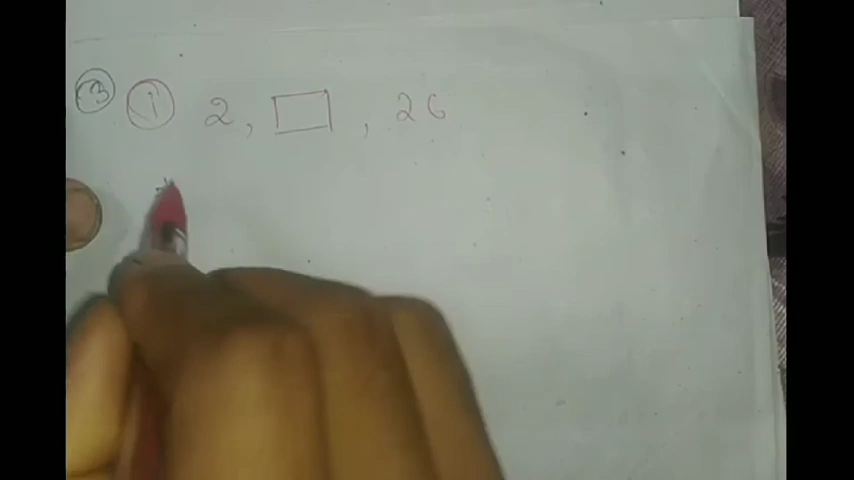 ③ ① 2, □, 26